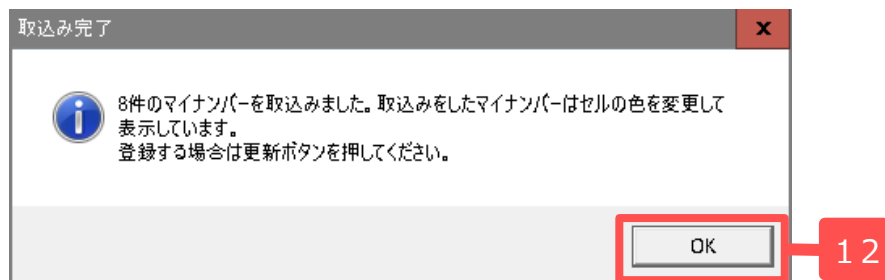 取込み完了
x
8件のマイナンバーを取込みました。取込みをしたマイナンバーはセルの色を変更して
表示しています。
登録する場合は更新ボタンを押してください。
OK
１２